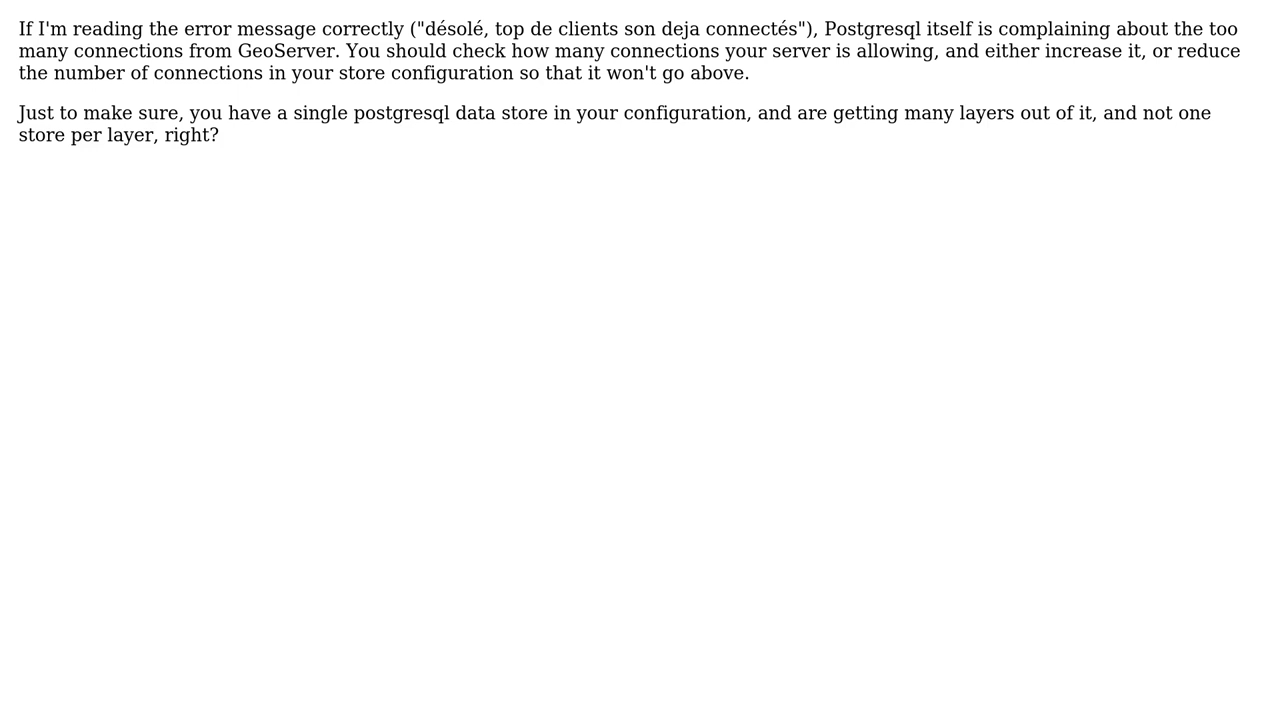 If I'm reading the error message correctly ("désolé, top de clients son deja connectés"), Postgresql itself is complaining about the too
many connections from GeoServer. You should check how many connections your server is allowing, and either increase it, or reduce
the number of connections in your store configuration so that it won't go above.
Just to make sure, you have a single postgresql data store in your configuration, and are getting many layers out of it, and not one
store per layer, right?